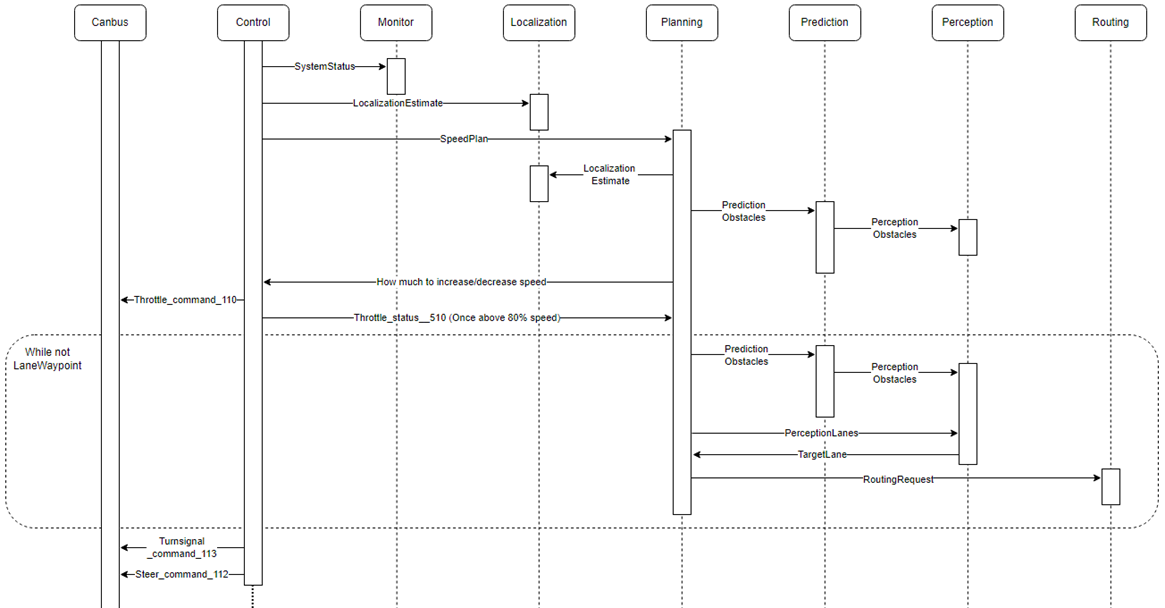 Canbus
Control
Monitor
Localization
Planning
Prediction
Perception
Routing
SystemStatus
LocalizationEstimate
SpeedPlan
Localization
Estimate
Prediction
Obstacles
Perception
Obstacles
How much to increase/decrease speed
Throttle_command_110
Throttle_status__510 (Once above 80% speed)
While not
LaneWaypoint
Prediction
Obstacles
Perception
Obstacles
PerceptionLanes
TargetLane
RoutingRequest
Turnsignal
_command_113
Steer_command_112